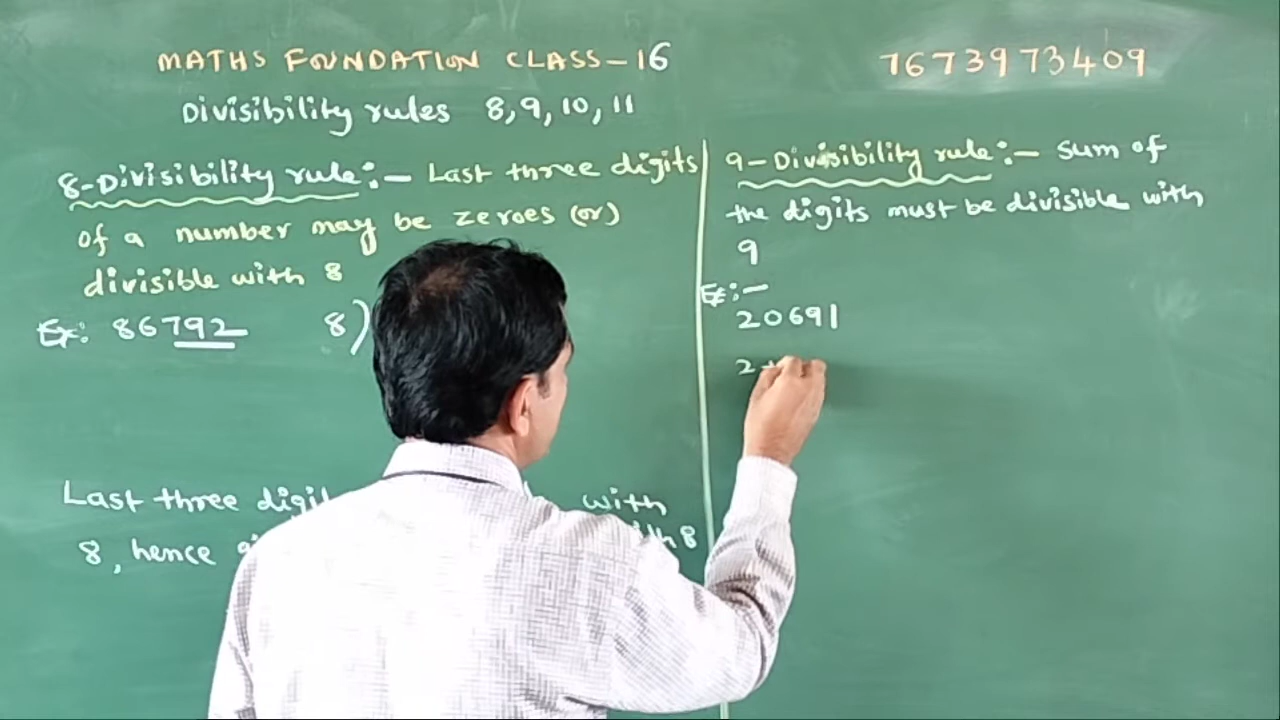 MATHS FOUNDATION CLASS-16
7673973409
Divisibility rules 8,9,10,11
8-Divisibility rule:- Last three digits
of a number may be zeroes (or)
divisible with 8
Ex: 86792 8)
Last three with
8, hence 8
9-Divisibility rule:- Sum of
the digits must be divisible with
9
Ex:-
20691
2+